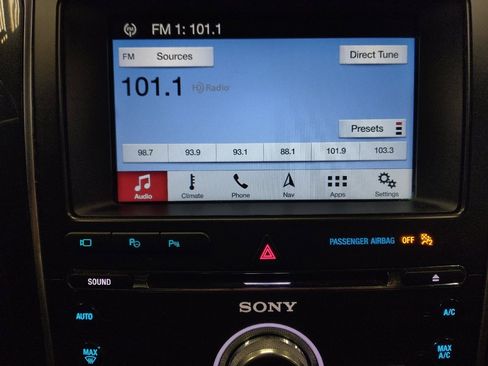 FM 1: 101.1
FM Sources Direct Tune
101.1 HD Radio
Presets
98.7 93.9 93.1 88.1 101.9 103.3
Audio Climate Phone Nav Apps Settings
PASSENGER AIRBAG OFF
SOUND
SONY
AUTO A/C
MAX MAX
A/C